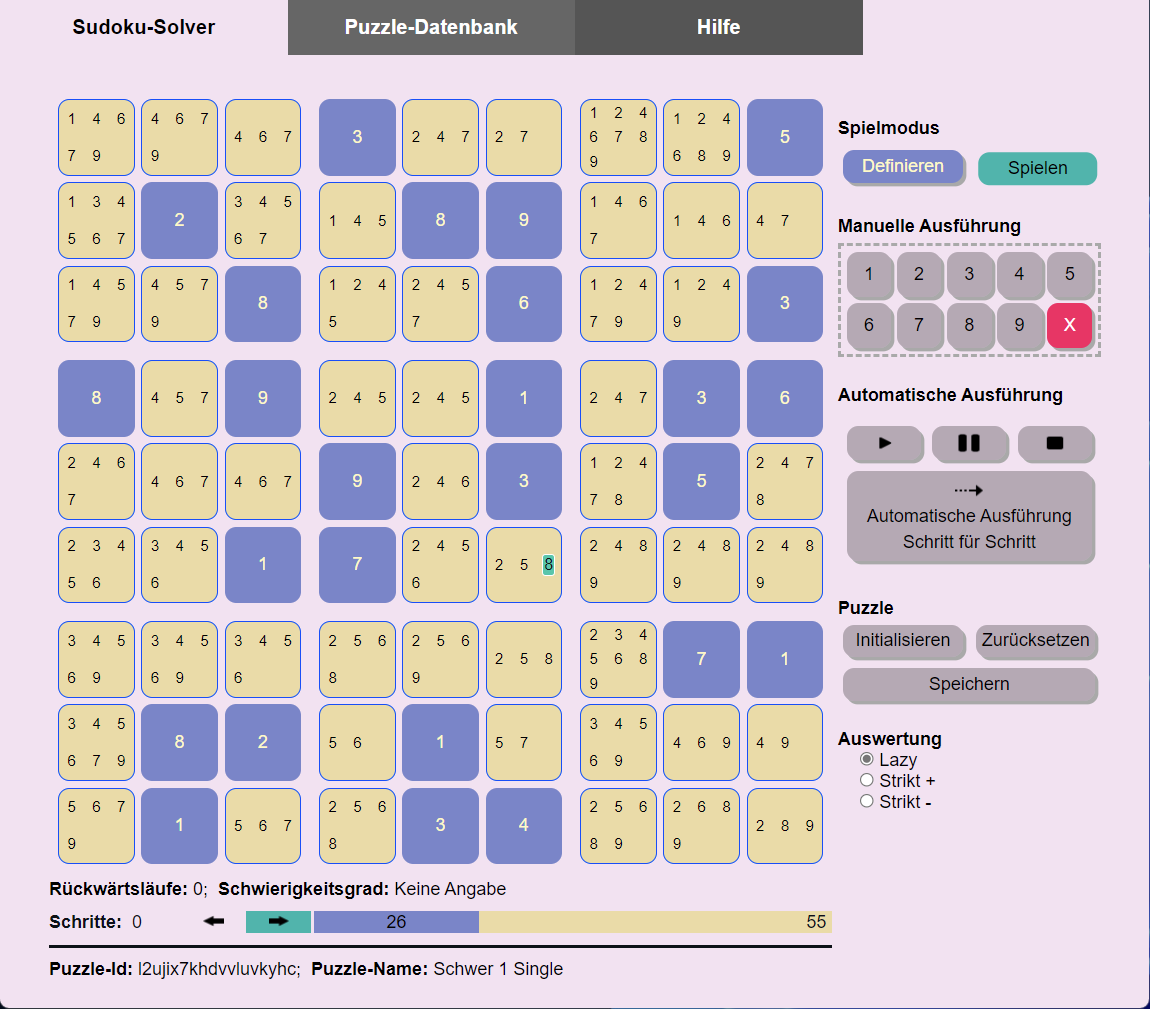 Sudoku-Solver Puzzle-Datenbank Hilfe
1 4 6 4 6 7 1 2 4 1 2 4
4 6 7 3 2 4 7 2 7 6 7 8 5
7 9 9 9 6 8 9
1 3 4 3 4 5 1 4 6
2 1 4 5 8 9 1 4 6 4 7
5 6 7 6 7 7
1 4 5 4 5 7 1 2 4 2 4 5 1 2 4 1 2 4
8 6 3
7 9 9 5 7 7 9 9
8 4 5 7 9 2 4 5 2 4 5 1 2 4 7 3 6
2 4 6 1 2 4 2 4 7
4 6 7 4 6 7 9 2 4 6 3 5
7 7 8 8
2 3 4 3 4 5 2 4 5 2 4 8 2 4 8 2 4 8
1 7 2 5 8
5 6 6 6 9 9 9
3 4 5 3 4 5 3 4 5 2 5 6 2 5 6 2 3 4
2 5 8 5 6 8 7 1
6 9 6 9 6 8 9 9
3 4 5 3 4 5
8 2 5 6 1 5 7 4 6 9 4 9
6 7 9 6 9
5 6 7 2 5 6 2 5 6 2 6 8
1 5 6 7 3 4 2 8 9
9 8 8 9 9
Spielmodus
Definieren Spielen
Manuelle Ausführung
1 2 3 4 5
6 7 8 9 X
Automatische Ausführung
Automatische Ausführung
Schritt für Schritt
Puzzle
Initialisieren Zurücksetzen
Speichern
Auswertung
Lazy
Strikt +
Strikt -
Rückwärtsläufe: 0; Schwierigkeitsgrad: Keine Angabe
Schritte: 0 26 55
Puzzle-Id: l2ujix7khdvvluvkyhc; Puzzle-Name: Schwer 1 Single